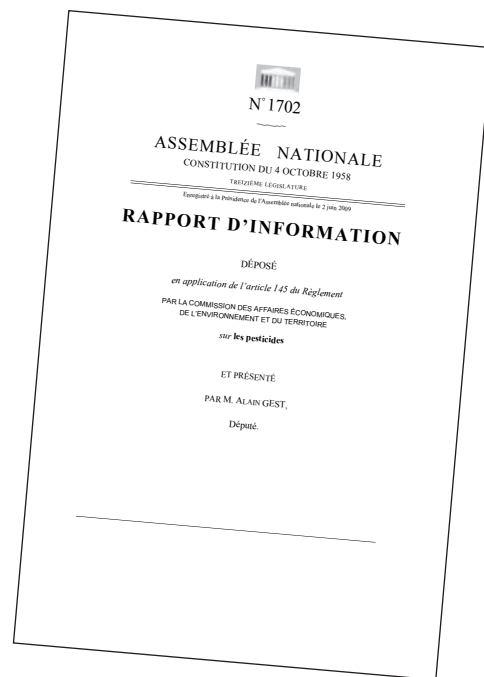 N° 1702
ASSEMBLÉE NATIONALE
CONSTITUTION DU 4 OCTOBRE 1958
TREIZIÈME LÉGISLATURE
Enregistré à la Présidence de l'Assemblée nationale le 2 juin 2009
RAPPORT D'INFORMATION
DÉPOSÉ
en application de l'article 145 du Règlement
PAR LA COMMISSION DES AFFAIRES ÉCONOMIQUES,
DE L'ENVIRONNEMENT ET DU TERRITOIRE
sur les pesticides
ET PRÉSENTÉ
PAR M. ALAIN GEST,
Député.